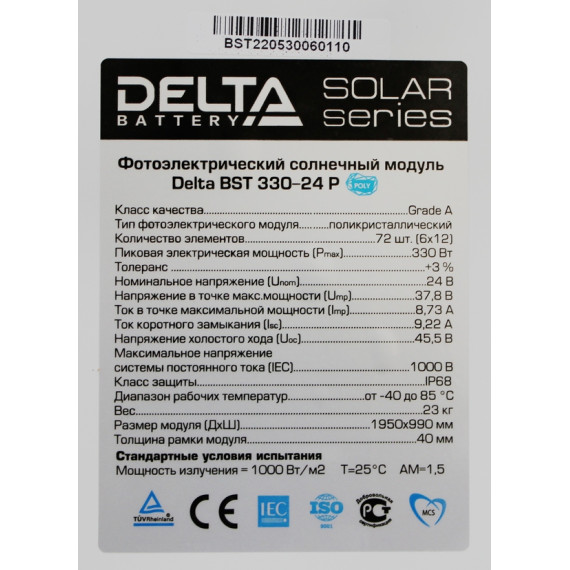 BST220530060110
DELTA SOLAR
BATTERY series
Фотоэлектрический солнечный модуль
Delta BST 330-24 P POLY
Класс качества Grade A
Тип фотоэлектрического модуля поликристаллический
Количество элементов 72 шт. (6x12)
Пиковая электрическая мощность (Pmax) 330 Вт
Толеранс +3 %
Номинальное напряжение (Unom) 24 В
Напряжение в точке макс.мощности (Ump) 37,8 В
Ток в точке максимальной мощности (Imp) 8,73 А
Ток короткого замыкания (Isc) 9,22 А
Напряжение холостого хода (Uoc) 45,5 В
Максимальное напряжение
системы постоянного тока (IEC) 1000 В
Класс защиты IP68
Диапазон рабочих температур от -40 до 85 °C
Вес 23 кг
Размер модуля (ДхШ) 1950x990 мм
Толщина рамки модуля 40 мм
Стандартные условия испытания
Мощность излучения = 1000 Вт/м2 T=25°C AM=1,5
TÜVRheinland CE IEC ISO 9001 Добровольная сертификация РСТ MCS